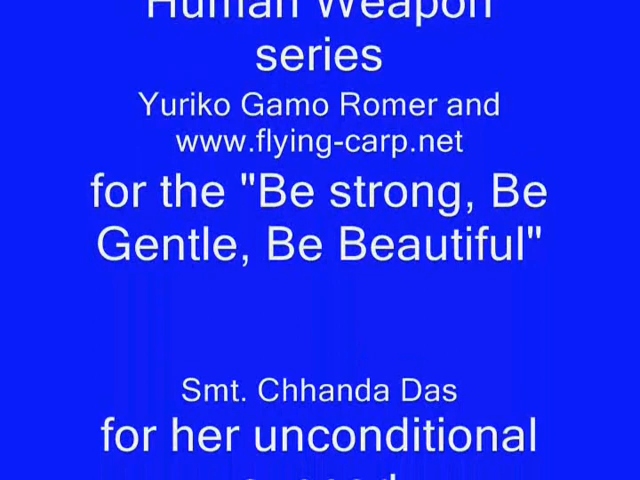 Human Weapon
series
Yuriko Gamo Romer and
www.flying-carp.net
for the "Be strong, Be
Gentle, Be Beautiful"
Smt. Chhanda Das
for her unconditional